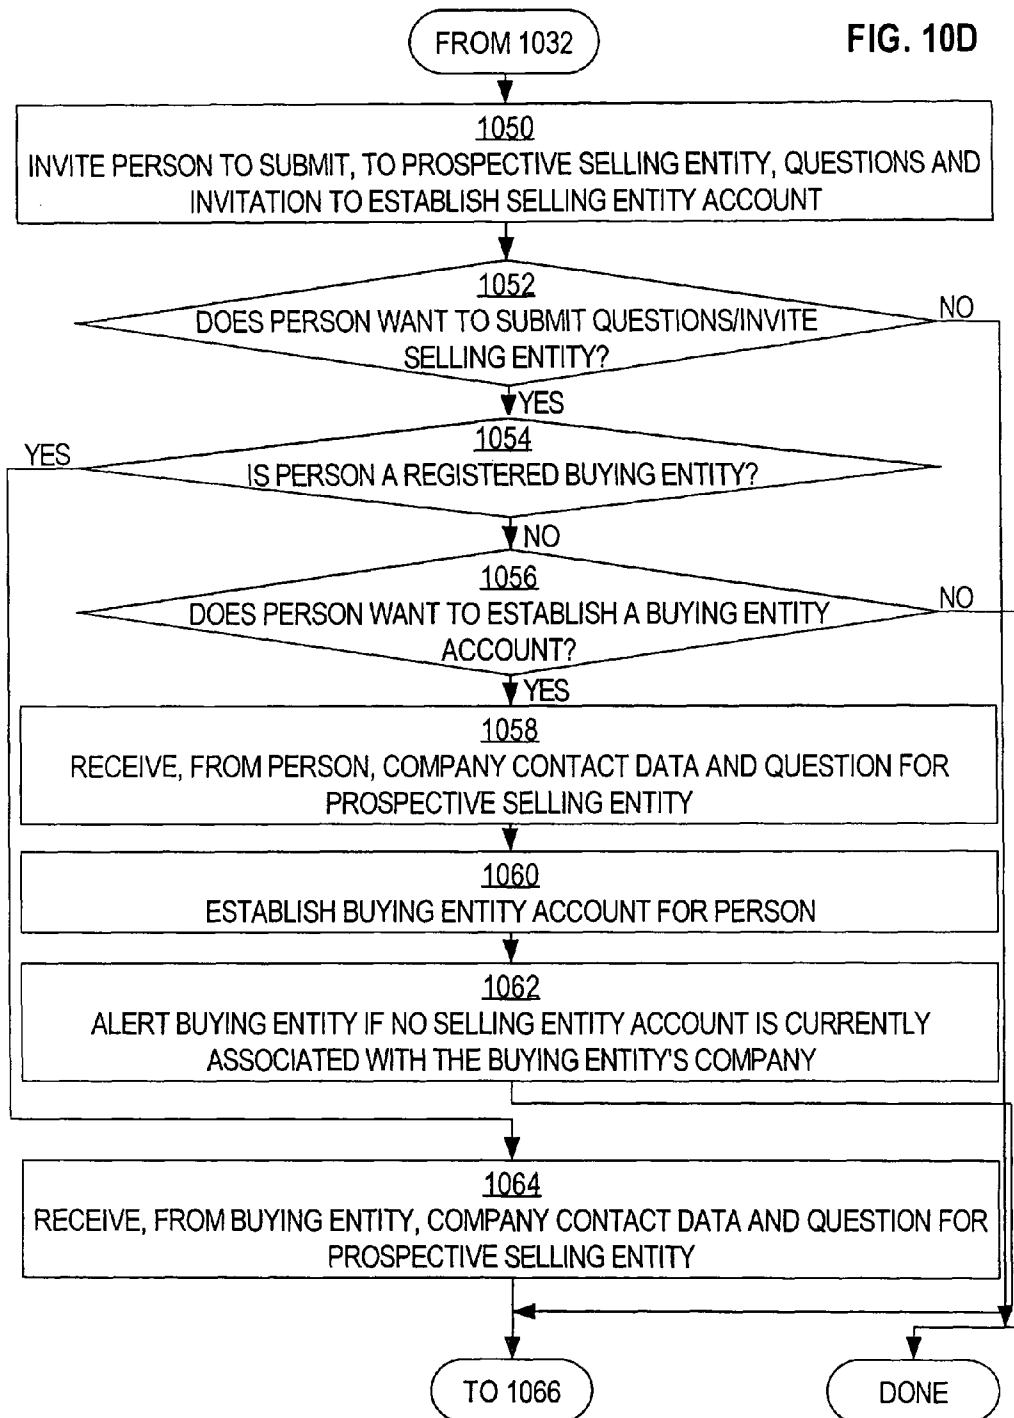 FROM 1032
FIG. 10D
1050
INVITE PERSON TO SUBMIT, TO PROSPECTIVE SELLING ENTITY, QUESTIONS AND
INVITATION TO ESTABLISH SELLING ENTITY ACCOUNT
1052
DOES PERSON WANT TO SUBMIT QUESTIONS/INVITE
SELLING ENTITY?
NO
YES
1054
IS PERSON A REGISTERED BUYING ENTITY?
YES
NO
1056
DOES PERSON WANT TO ESTABLISH A BUYING ENTITY
ACCOUNT?
NO
YES
1058
RECEIVE, FROM PERSON, COMPANY CONTACT DATA AND QUESTION FOR
PROSPECTIVE SELLING ENTITY
1060
ESTABLISH BUYING ENTITY ACCOUNT FOR PERSON
1062
ALERT BUYING ENTITY IF NO SELLING ENTITY ACCOUNT IS CURRENTLY
ASSOCIATED WITH THE BUYING ENTITY'S COMPANY
1064
RECEIVE, FROM BUYING ENTITY, COMPANY CONTACT DATA AND QUESTION FOR
PROSPECTIVE SELLING ENTITY
TO 1066
DONE